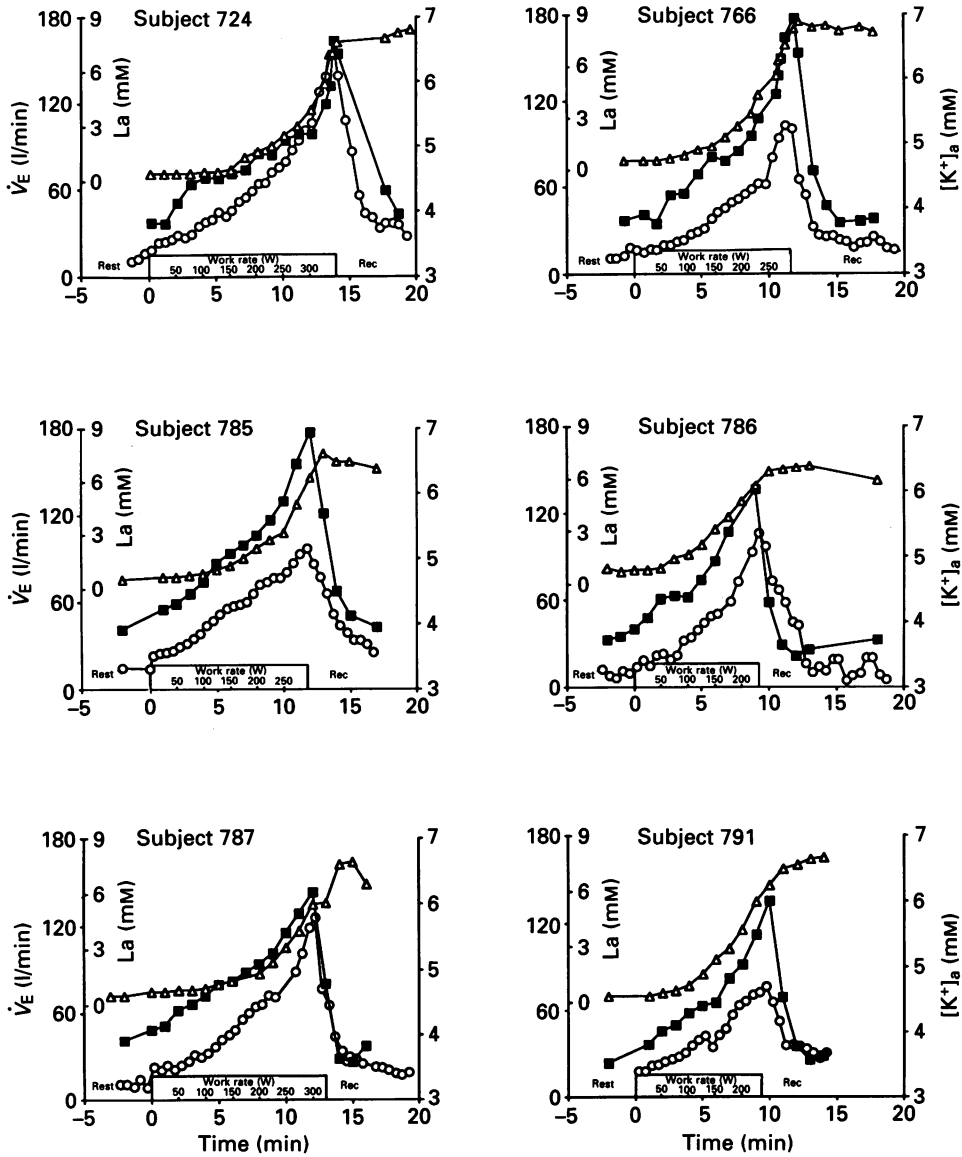 Subject 724
180
120
60
0
V̇E (l/min)
6
3
0
La (mM)
7
6
5
4
3
Rest
Work rate (W)
50 100 150 200 250 300
Rec
−5 0 5 10 15 20
Subject 766
180
120
60
0
9
6
3
0
La (mM)
7
6
5
4
3
[K+]a (mM)
Rest
Work rate (W)
50 100 150 200 250
Rec
−5 0 5 10 15 20
Subject 785
180
120
60
0
V̇E (l/min)
9
6
3
0
La (mM)
7
6
5
4
3
Rest
Work rate (W)
50 100 150 200 250
Rec
−5 0 5 10 15 20
Subject 786
180
120
60
0
9
6
3
0
La (mM)
7
6
5
4
3
[K+]a (mM)
Rest
Work rate (W)
50 100 150 200
Rec
−5 0 5 10 15 20
Subject 787
180
120
60
0
V̇E (l/min)
9
6
3
0
La (mM)
7
6
5
4
3
Rest
Work rate (W)
50 100 150 200 250 300
Rec
−5 0 5 10 15 20
Time (min)
Subject 791
180
120
60
0
9
6
3
0
La (mM)
7
6
5
4
3
[K+]a (mM)
Rest
Work rate (W)
50 100 150 200
Rec
−5 0 5 10 15 20
Time (min)